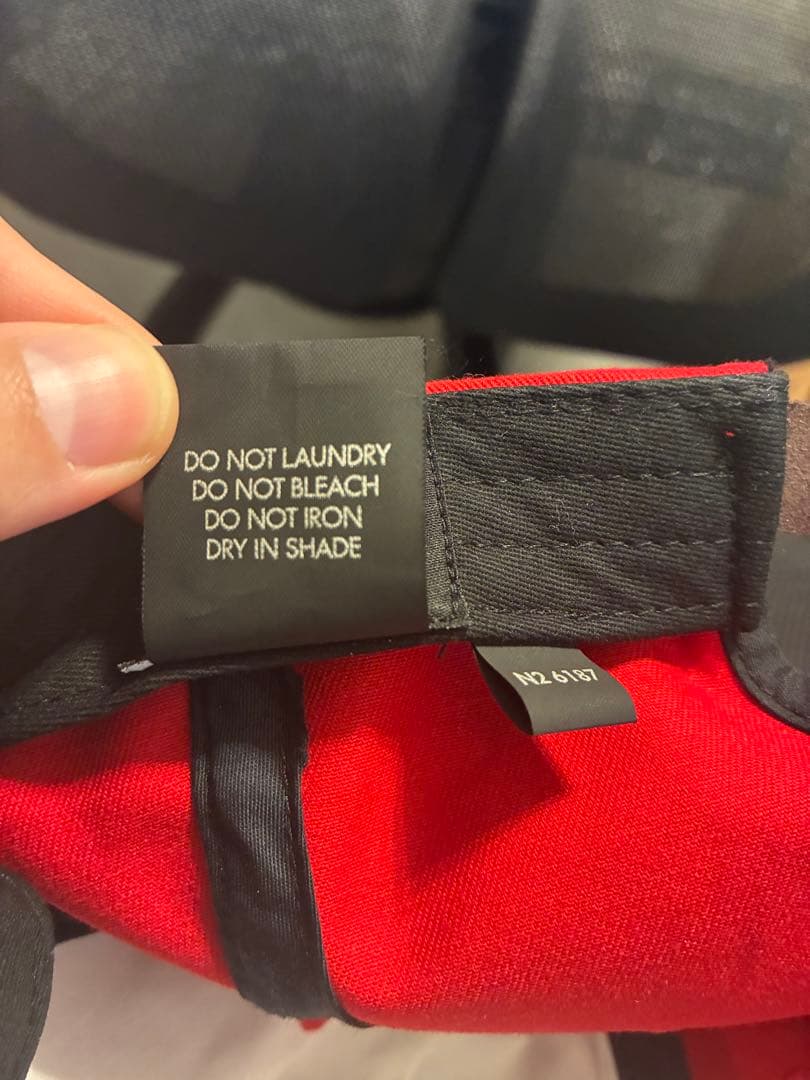 DO NOT LAUNDRY
DO NOT BLEACH
DO NOT IRON
DRY IN SHADE
N2 6187